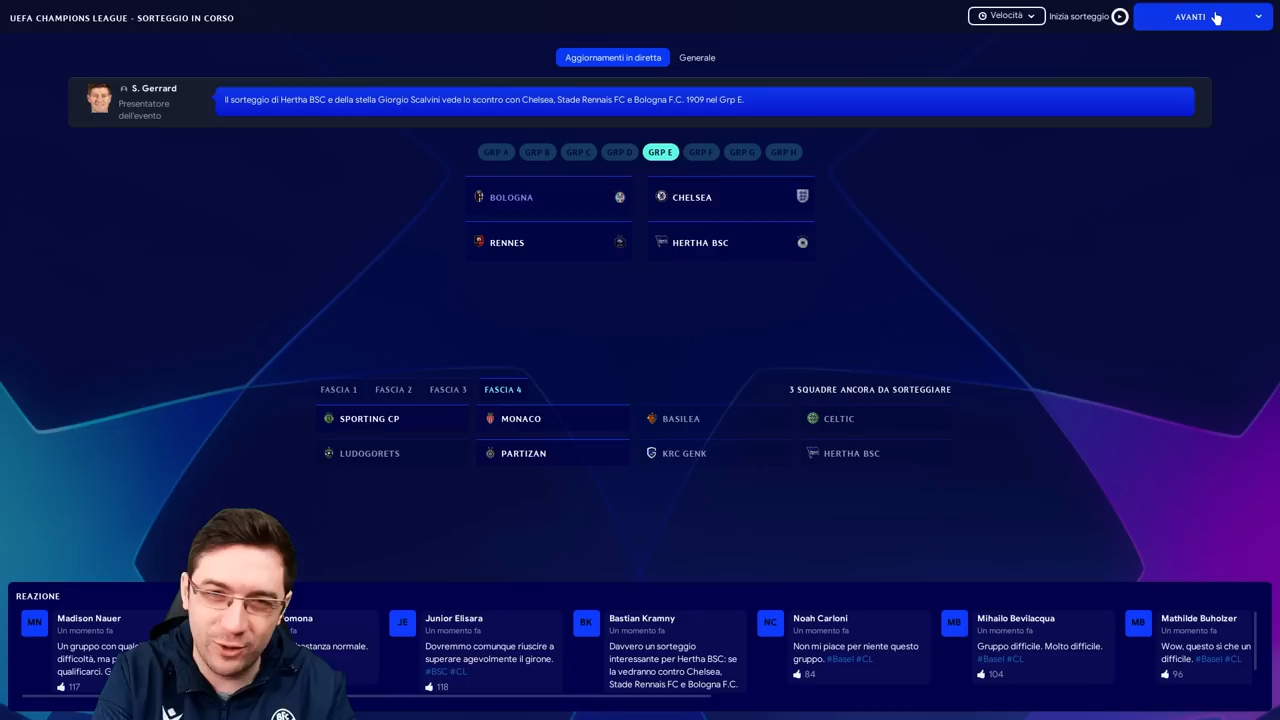 UEFA CHAMPIONS LEAGUE - SORTEGGIO IN CORSO
Velocità
Inizia sorteggio
AVANTI
Aggiornamenti in diretta
Generale
S. Gerrard
Presentatore
dell'evento
Il sorteggio di Hertha BSC e della stella Giorgio Scalvini vede lo scontro con Chelsea, Stade Rennais FC e Bologna F.C. 1909 nel Grp E.
GRP A
GRP B
GRP C
GRP D
GRP E
GRP F
GRP G
GRP H
BOLOGNA
CHELSEA
RENNES
HERTHA BSC
FASCIA 1
FASCIA 2
FASCIA 3
FASCIA 4
3 SQUADRE ANCORA DA SORTEGGIARE
SPORTING CP
MONACO
BASILEA
CELTIC
LUDOGORETS
PARTIZAN
KRC GENK
HERTHA BSC
REAZIONE
MN
Madison Nauer
Un momento fa
Un gruppo con
difficoltà, ma
qualificarci.
117
fa
normale.
JE
Junior Elisara
Un momento fa
Dovremmo comunque riuscire a
superare agevolmente il girone.
#BSC #CL
118
BK
Bastian Kramny
Un momento fa
Davvero un sorteggio
interessante per Hertha BSC: se
la vedranno contro Chelsea,
Stade Rennais FC e Bologna F.C.
NC
Noah Carloni
Un momento fa
Non mi piace per niente questo
gruppo. #Basel #CL
84
MB
Mihailo Bevilacqua
Un momento fa
Gruppo difficile. Molto difficile.
#Basel #CL
104
MB
Mathilde Buholzer
Un momento fa
Wow, questo sì che un
difficile. #Basel #CL
96
BFC